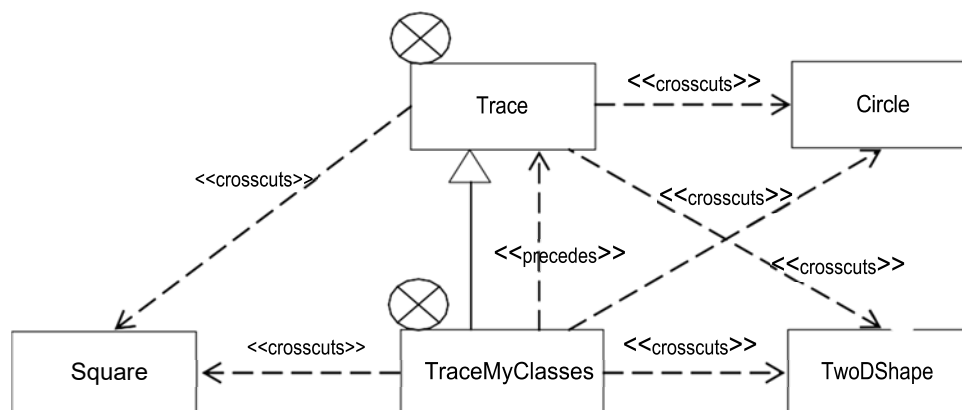 <<crosscuts>>
Trace
Circle
<<crosscuts>>
<<crosscuts>>
<<precedes>>
<<crosscuts>>
<<crosscuts>>
<<crosscuts>>
Square
TraceMyClasses
TwoDShape